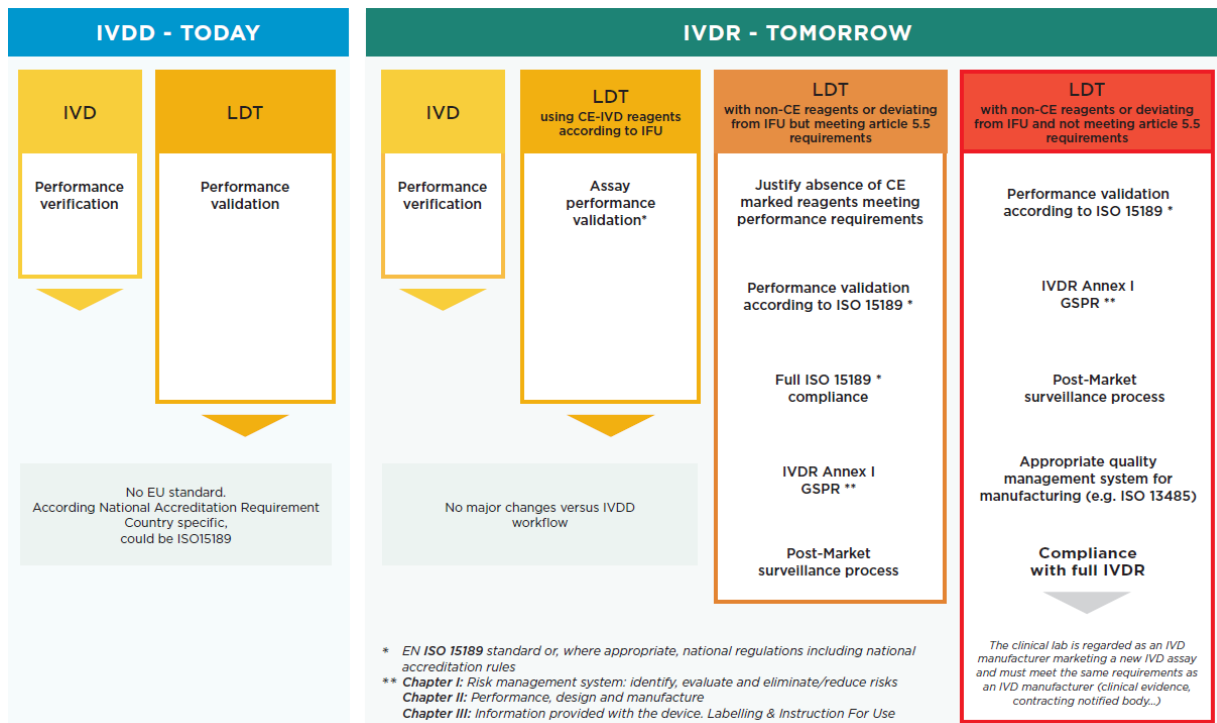 IVDD - TODAY
IVD
LDT
Performance
verification
Performance
validation
No EU standard.
According National Accreditation Requirement
Country specific,
could be ISO15189
IVDR - TOMORROW
IVD
Performance
verification
LDT
using CE-IVD reagents
according to IFU
Assay
performance
validation*
No major changes versus IVDD
workflow
LDT
with non-CE reagents or deviating
from IFU but meeting article 5.5
requirements
Justify absence of CE
marked reagents meeting
performance requirements
Performance validation
according to ISO 15189 *
Full ISO 15189 *
compliance
IVDR Annex I
GSPR **
Post-Market
surveillance process
LDT
with non-CE reagents or deviating
from IFU and not meeting article 5.5
requirements
Performance validation
according to ISO 15189 *
IVDR Annex I
GSPR **
Post-Market
surveillance process
Appropriate quality
management system for
manufacturing (e.g. ISO 13485)
Compliance
with full IVDR
The clinical lab is regarded as an IVD
manufacturer marketing a new IVD assay
and must meet the same requirements as
an IVD manufacturer (clinical evidence,
contracting notified body...)
* EN ISO 15189 standard or, where appropriate, national regulations including national
accreditation rules
** Chapter I: Risk management system: identify, evaluate and eliminate/reduce risks
Chapter II: Performance, design and manufacture
Chapter III: Information provided with the device. Labelling & Instruction For Use